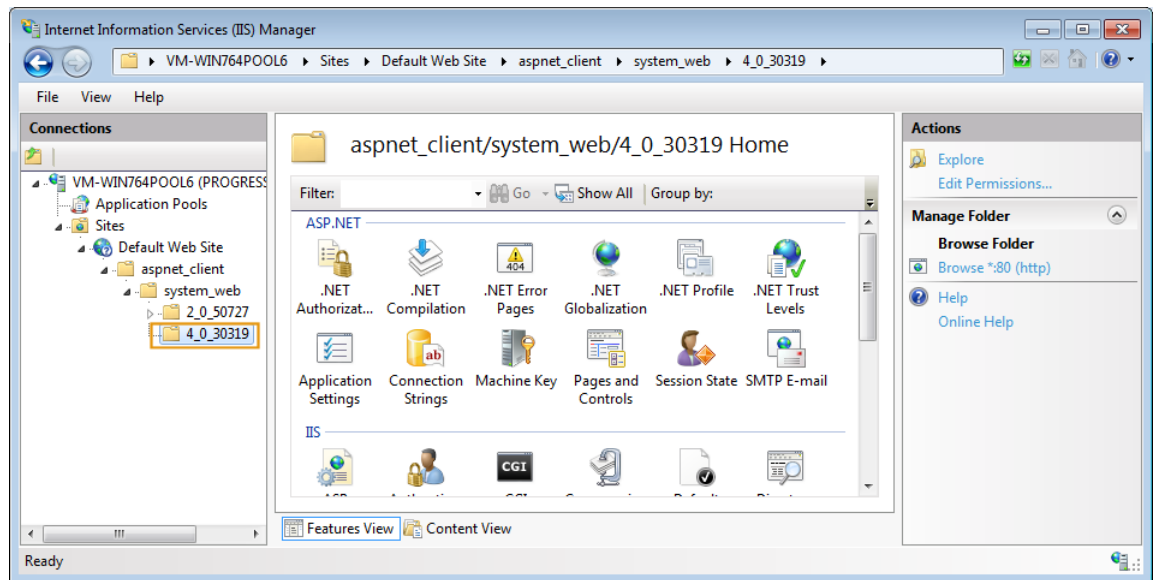 Internet Information Services (IIS) Manager
VM-WIN764POOL6 Sites Default Web Site aspnet_client system_web 4_0_30319
File View Help
Connections
VM-WIN764POOL6 (PROGRESS
Application Pools
Sites
Default Web Site
aspnet_client
system_web
2_0_50727
4_0_30319
aspnet_client/system_web/4_0_30319 Home
Filter: Go Show All Group by:
ASP.NET
.NET Authorizat...
.NET Compilation
.NET Error Pages
404
.NET Globalization
.NET Profile
.NET Trust Levels
Application Settings
ab
Connection Strings
Machine Key
Pages and Controls
Session State
SMTP E-mail
IIS
CGI
Features View
Content View
Actions
Explore
Edit Permissions...
Manage Folder
Browse Folder
Browse *:80 (http)
Help
Online Help
Ready